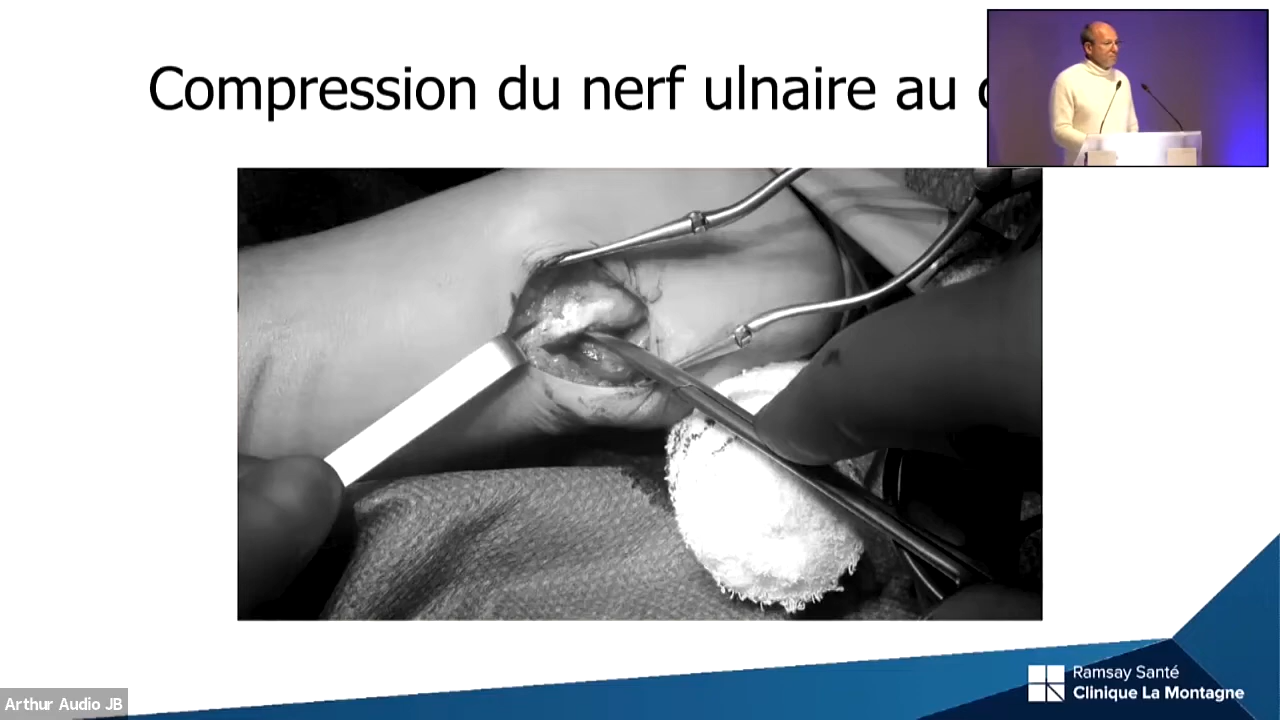 Compression du nerf ulnaire au
Ramsay Santé
Clinique La Montagne
Arthur Audio JB